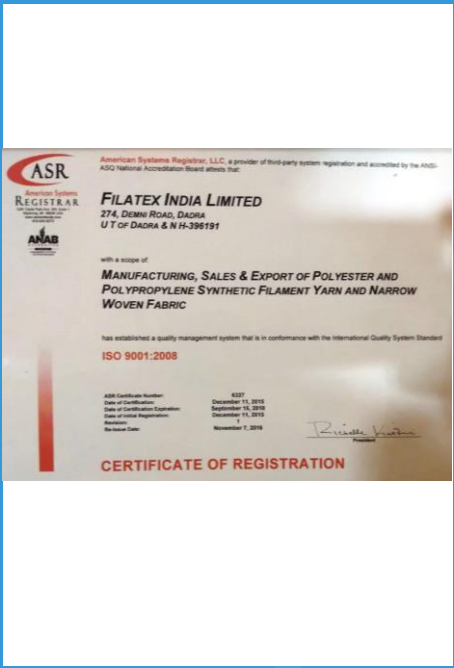 ASR
American Systems
REGISTRAR
ANAB
American Systems Registrar, LLC, a provider of third-party system registration and accredited by the ANSI-
ASQ National Accreditation Board attests that:
FILATEX INDIA LIMITED
274, DEMNI ROAD, DADRA
U T OF DADRA & N H-396191
with a scope of:
MANUFACTURING, SALES & EXPORT OF POLYESTER AND
POLYPROPYLENE SYNTHETIC FILAMENT YARN AND NARROW
WOVEN FABRIC
has established a quality management system that is in conformance with the International Quality System Standard
ISO 9001:2008
ASR Certificate Number: 6337
Date of Certification: December 11, 2015
Date of Certification Expiration: September 15, 2018
Date of Initial Registration: December 11, 2015
Revision: 1
Re-Issue Date: November 7, 2016
President
CERTIFICATE OF REGISTRATION